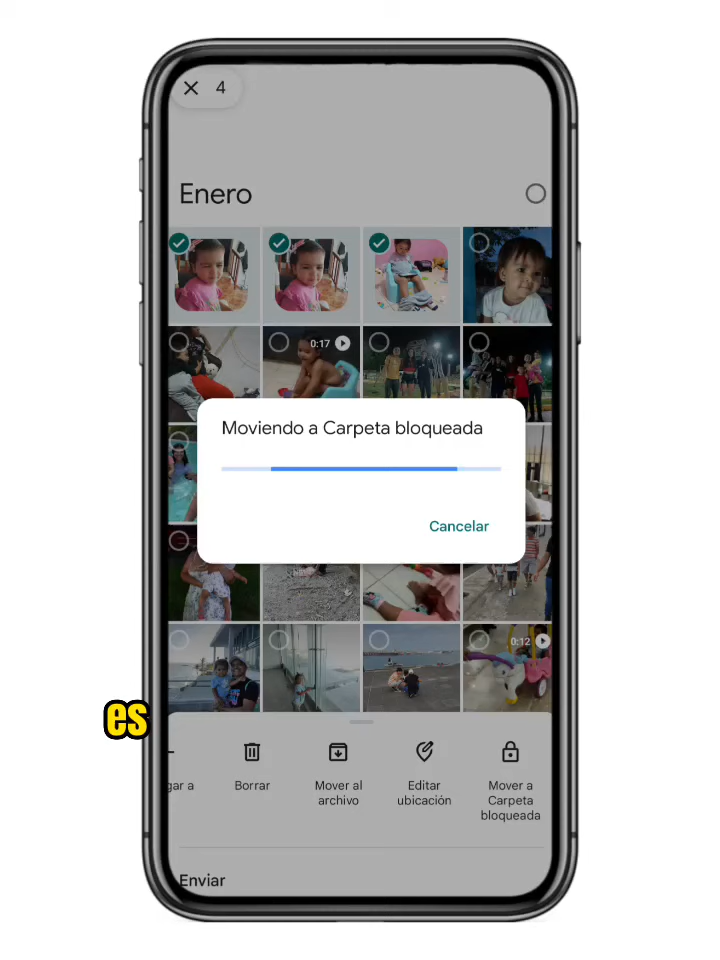 4
Enero
0:17
Moviendo a Carpeta bloqueada
Cancelar
0:12
es
gar a
Borrar
Mover al
archivo
Editar
ubicación
Mover a
Carpeta
bloqueada
Enviar